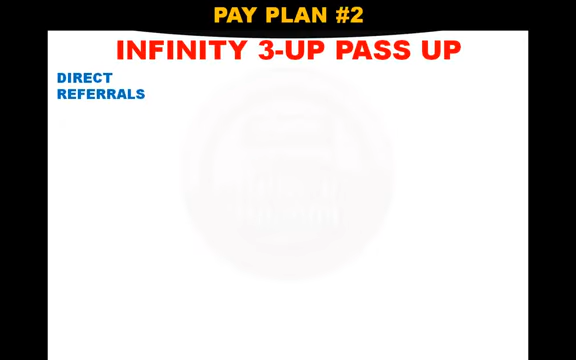 PAY PLAN #2
INFINITY 3-UP PASS UP
DIRECT
REFERRALS